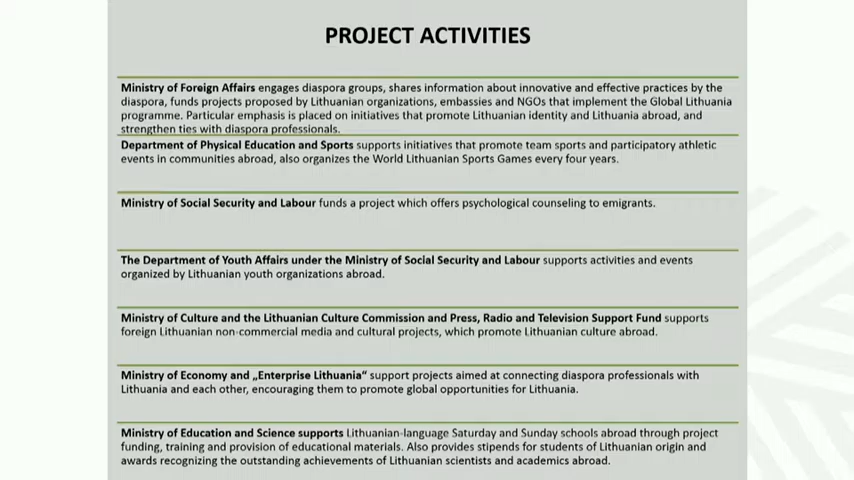 PROJECT ACTIVITIES
Ministry of Foreign Affairs engages diaspora groups, shares information about innovative and effective practices by the
diaspora, funds projects proposed by Lithuanian organizations, embassies and NGOs that implement the Global Lithuania
programme. Particular emphasis is placed on initiatives that promote Lithuanian identity and Lithuania abroad, and
strengthen ties with diaspora professionals.
Department of Physical Education and Sports supports initiatives that promote team sports and participatory athletic
events in communities abroad, also organizes the World Lithuanian Sports Games every four years.
Ministry of Social Security and Labour funds a project which offers psychological counseling to emigrants.
The Department of Youth Affairs under the Ministry of Social Security and Labour supports activities and events
organized by Lithuanian youth organizations abroad.
Ministry of Culture and the Lithuanian Culture Commission and Press, Radio and Television Support Fund supports
foreign Lithuanian non-commercial media and cultural projects, which promote Lithuanian culture abroad.
Ministry of Economy and „Enterprise Lithuania“ support projects aimed at connecting diaspora professionals with
Lithuania and each other, encouraging them to promote global opportunities for Lithuania.
Ministry of Education and Science supports Lithuanian-language Saturday and Sunday schools abroad through project
funding, training and provision of educational materials. Also provides stipends for students of Lithuanian origin and
awards recognizing the outstanding achievements of Lithuanian scientists and academics abroad.